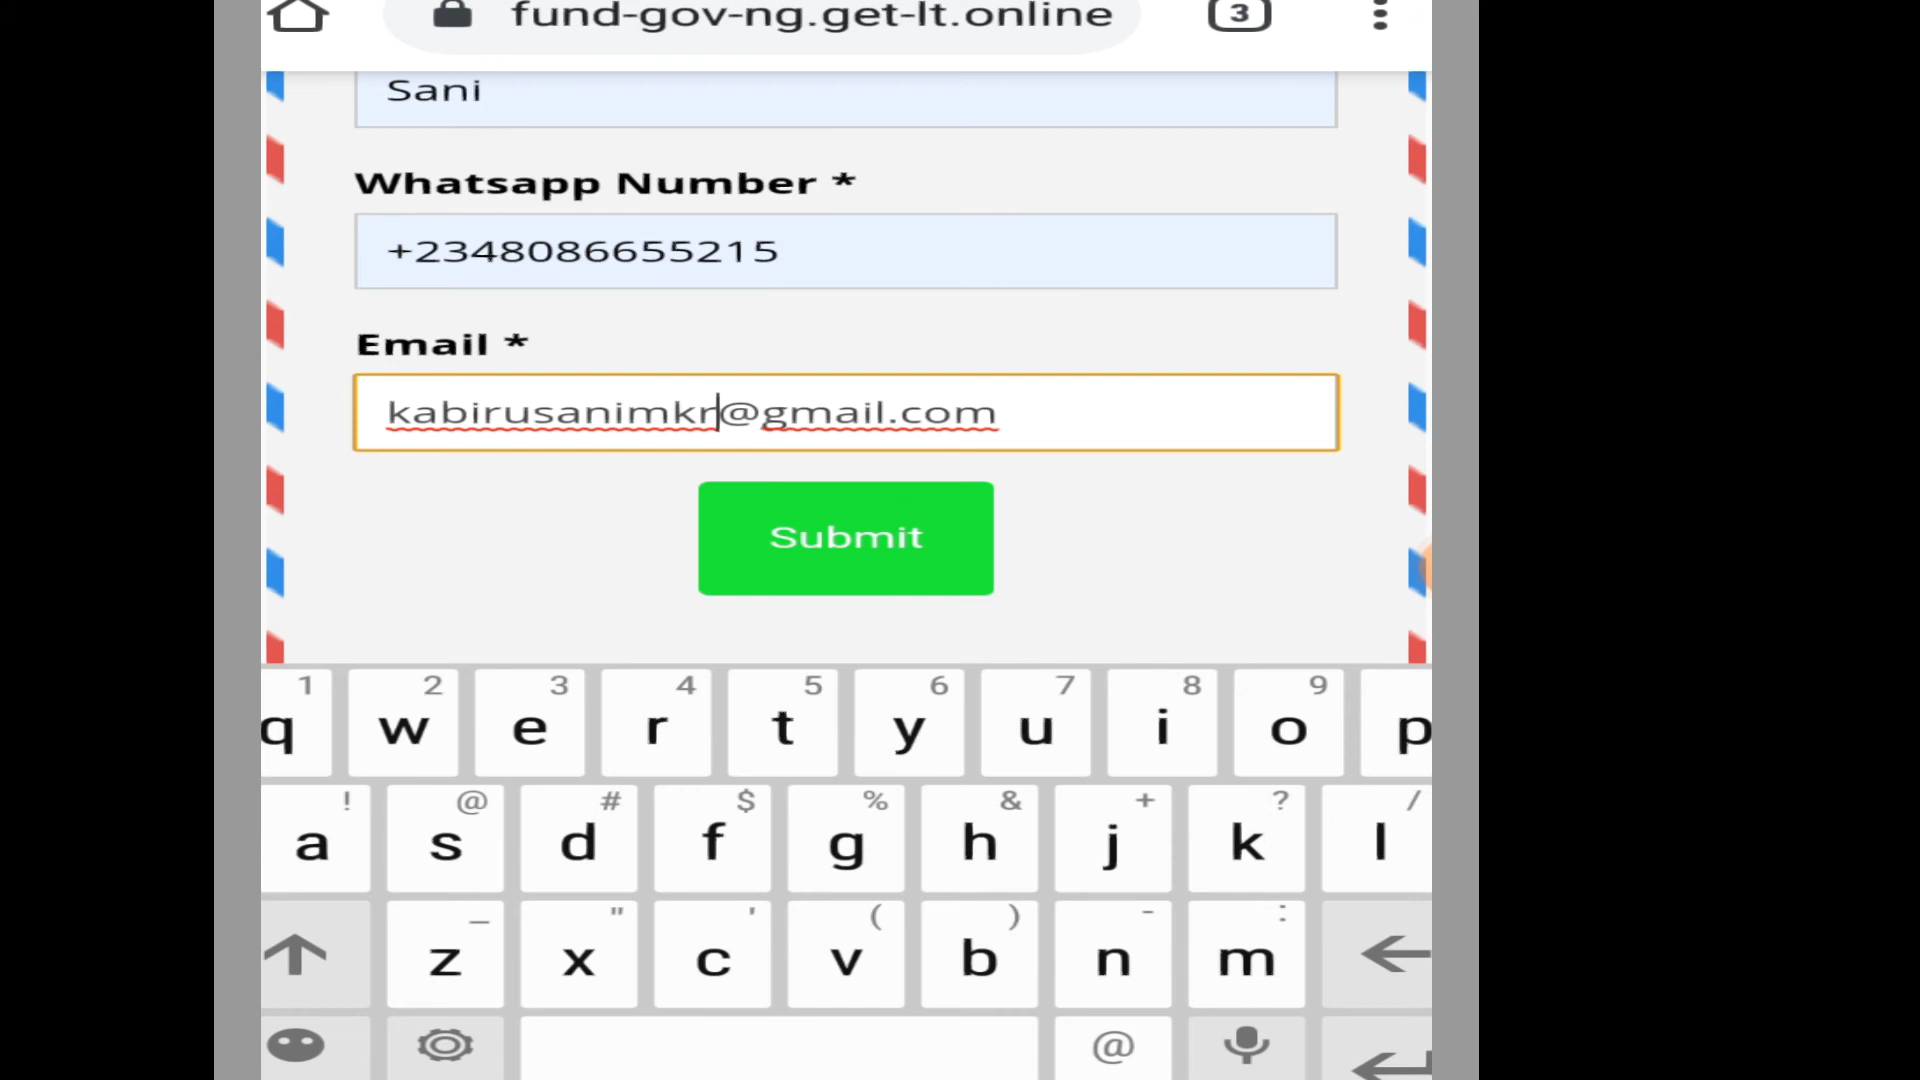 fund-gov-ng.get-lt.online 3
Sani
Whatsapp Number *
+2348086655215
Email *
kabirusanimkr@gmail.com
Submit
1 2 3 4 5 6 7 8 9
q w e r t y u i o p
! @ # $ % & + ? /
a s d f g h j k l
_ " ' ( ) - :
z x c v b n m
@